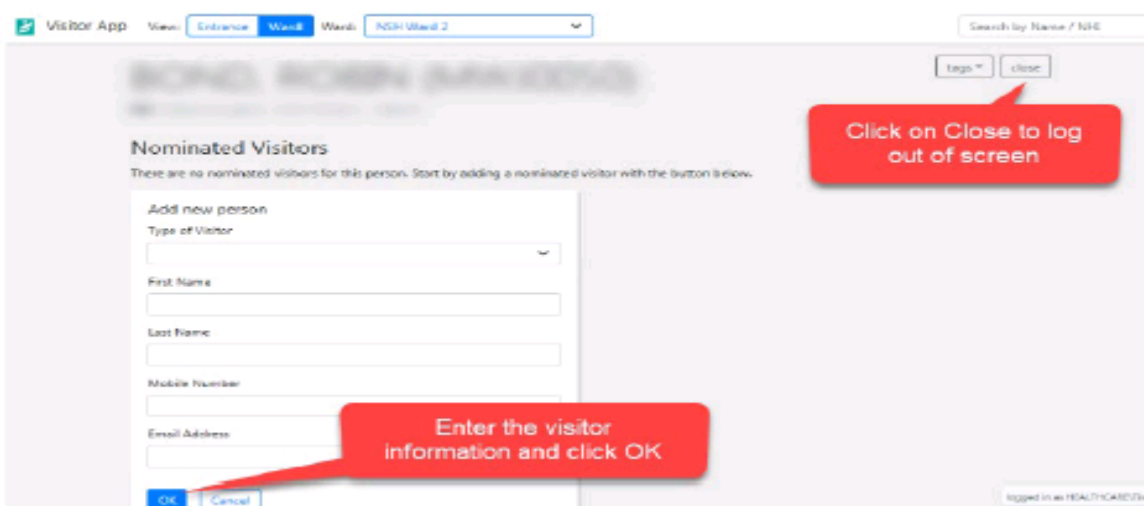 Visitor App View: Entrance Ward Ward: NSH Ward 2 Search by Name / NHI
tags close
Click on Close to log
out of screen
Nominated Visitors
There are no nominated visitors for this person. Start by adding a nominated visitor with the button below.
Add new person
Type of Visitor
First Name
Last Name
Mobile Number
Email Address
Enter the visitor
information and click OK
OK Cancel
logged in as